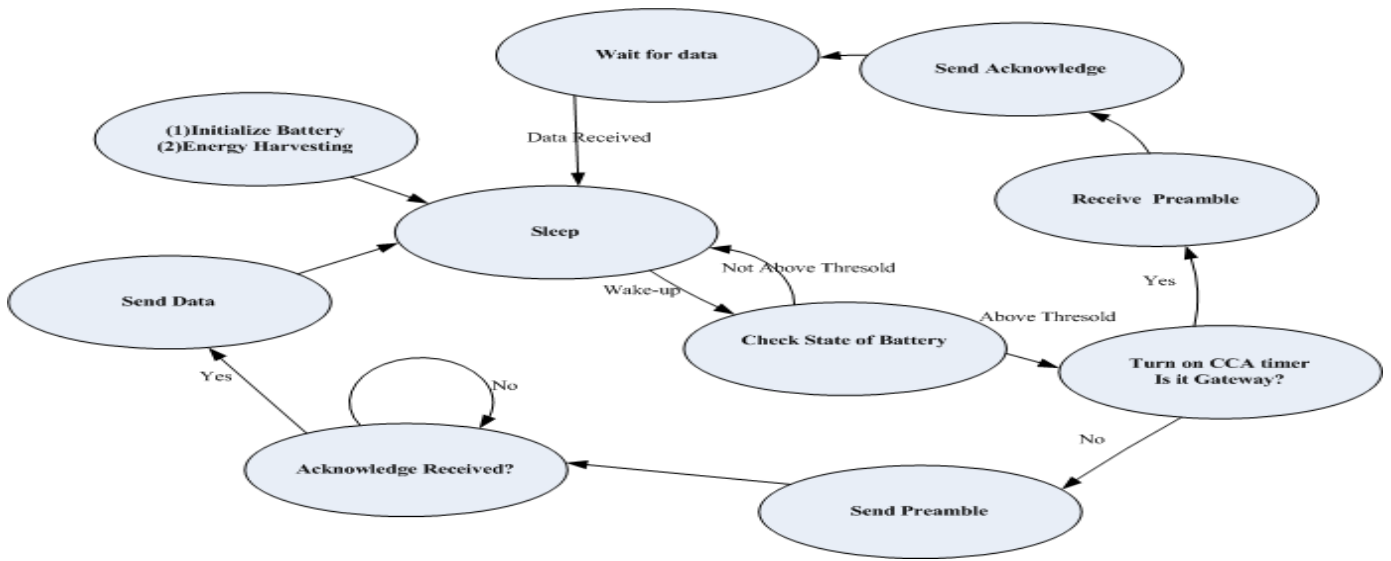 Wait for data
Send Acknowledge
(1)Initialize Battery
(2)Energy Harvesting
Data Received
Receive Preamble
Sleep
Not Above Thresold
Wake-up
Yes
Send Data
Above Thresold
Check State of Battery
Turn on CCA timer
Is it Gateway?
Yes
No
No
Acknowledge Received?
Send Preamble